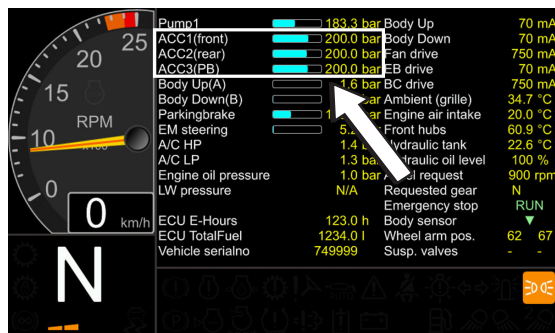 Pump1 183.3 bar Body Up 70 mA
ACC1(front) 200.0 bar Body Down 70 mA
ACC2(rear) 200.0 bar Fan drive 750 mA
ACC3(PB) 200.0 bar EB drive 70 mA
Body Up(A) 1.6 bar BC drive 750 mA
Body Down(B) bar Ambient (grille) 34.7 °C
Parkingbrake bar Engine air intake 20.0 °C
EM steering Front hubs 60.9 °C
A/C HP 1.4 Hydraulic tank 22.6 °C
A/C LP 1.3 bar Hydraulic oil level 100 %
Engine oil pressure 1.0 bar request 900 rpm
LW pressure N/A Requested gear N
Emergency stop RUN
ECU E-Hours 123.0 h Body sensor ▼
ECU TotalFuel 1234.0 l Wheel arm pos. 62 67
Vehicle serialno 749999 Susp. valves - -
25
20
15
RPM
10
x100
0
0 km/h
N